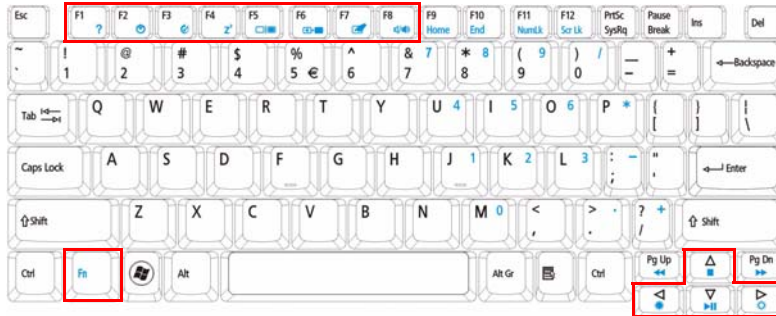 Esc F1 ? F2 F3 F4 z F5 F6 F7 F8 F9 Home F10 End F11 NumLk F12 Scr Lk PrtSc SysRq Pause Break Ins Del
~ ` ! 1 @ 2 # 3 $ 4 % 5 € ^ 6 & 7 7 * 8 8 ( 9 9 ) 0 / _ - + = Backspace
Tab Q W E R T Y U 4 I 5 O 6 P * { [ } ] ¦ \
Caps Lock A S D F G H J 1 K 2 L 3 : ; - " ' Enter
Shift Z X C V B N M 0 < , > . . ? / + Shift
Ctrl Fn Alt Alt Gr Ctrl Pg Up Pg Dn